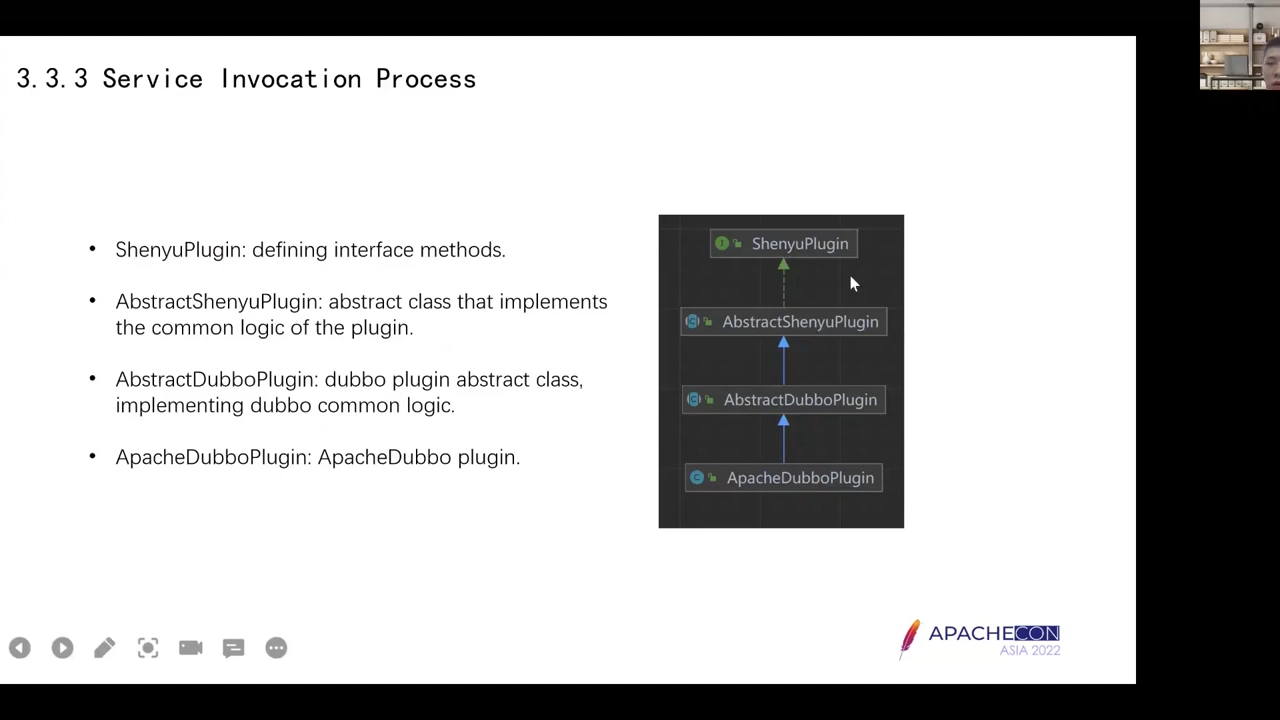 3.3.3 Service Invocation Process
• ShenyuPlugin: defining interface methods.
• AbstractShenyuPlugin: abstract class that implements
the common logic of the plugin.
• AbstractDubboPlugin: dubbo plugin abstract class,
implementing dubbo common logic.
• ApacheDubboPlugin: ApacheDubbo plugin.
ShenyuPlugin
AbstractShenyuPlugin
AbstractDubboPlugin
ApacheDubboPlugin
APACHECON
ASIA 2022